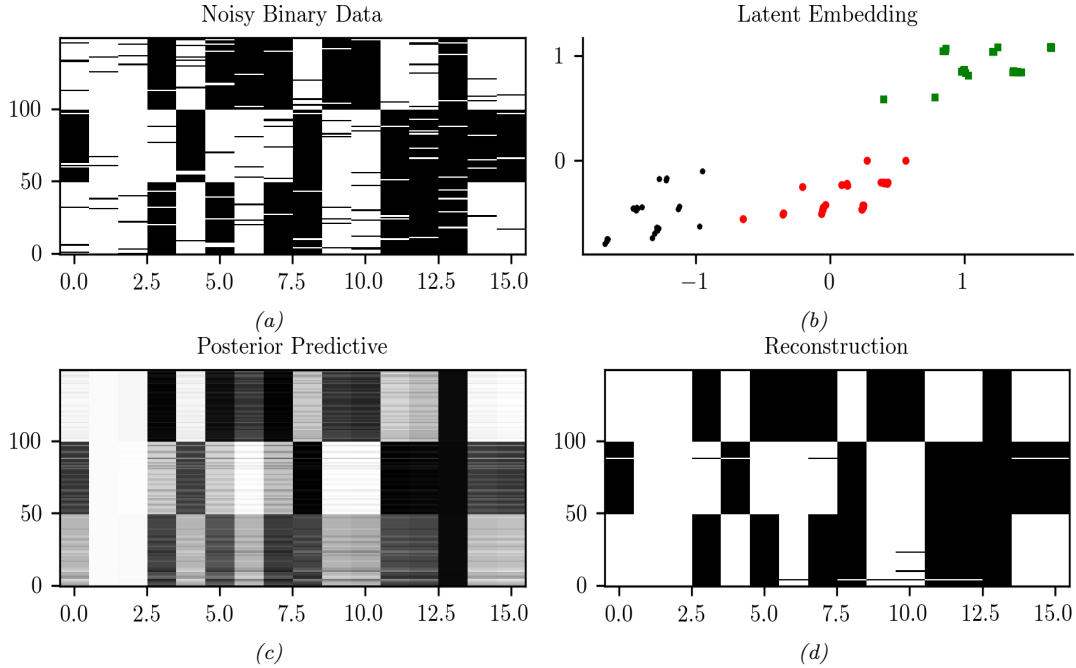 Noisy Binary Data
100
50
0
0.0 2.5 5.0 7.5 10.0 12.5 15.0
(a)
Latent Embedding
1
0
−1 0 1
(b)
Posterior Predictive
100
50
0
0.0 2.5 5.0 7.5 10.0 12.5 15.0
(c)
Reconstruction
100
50
0
0.0 2.5 5.0 7.5 10.0 12.5 15.0
(d)